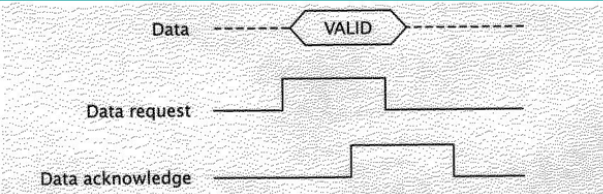 Data
VALID
Data request
Data acknowledge